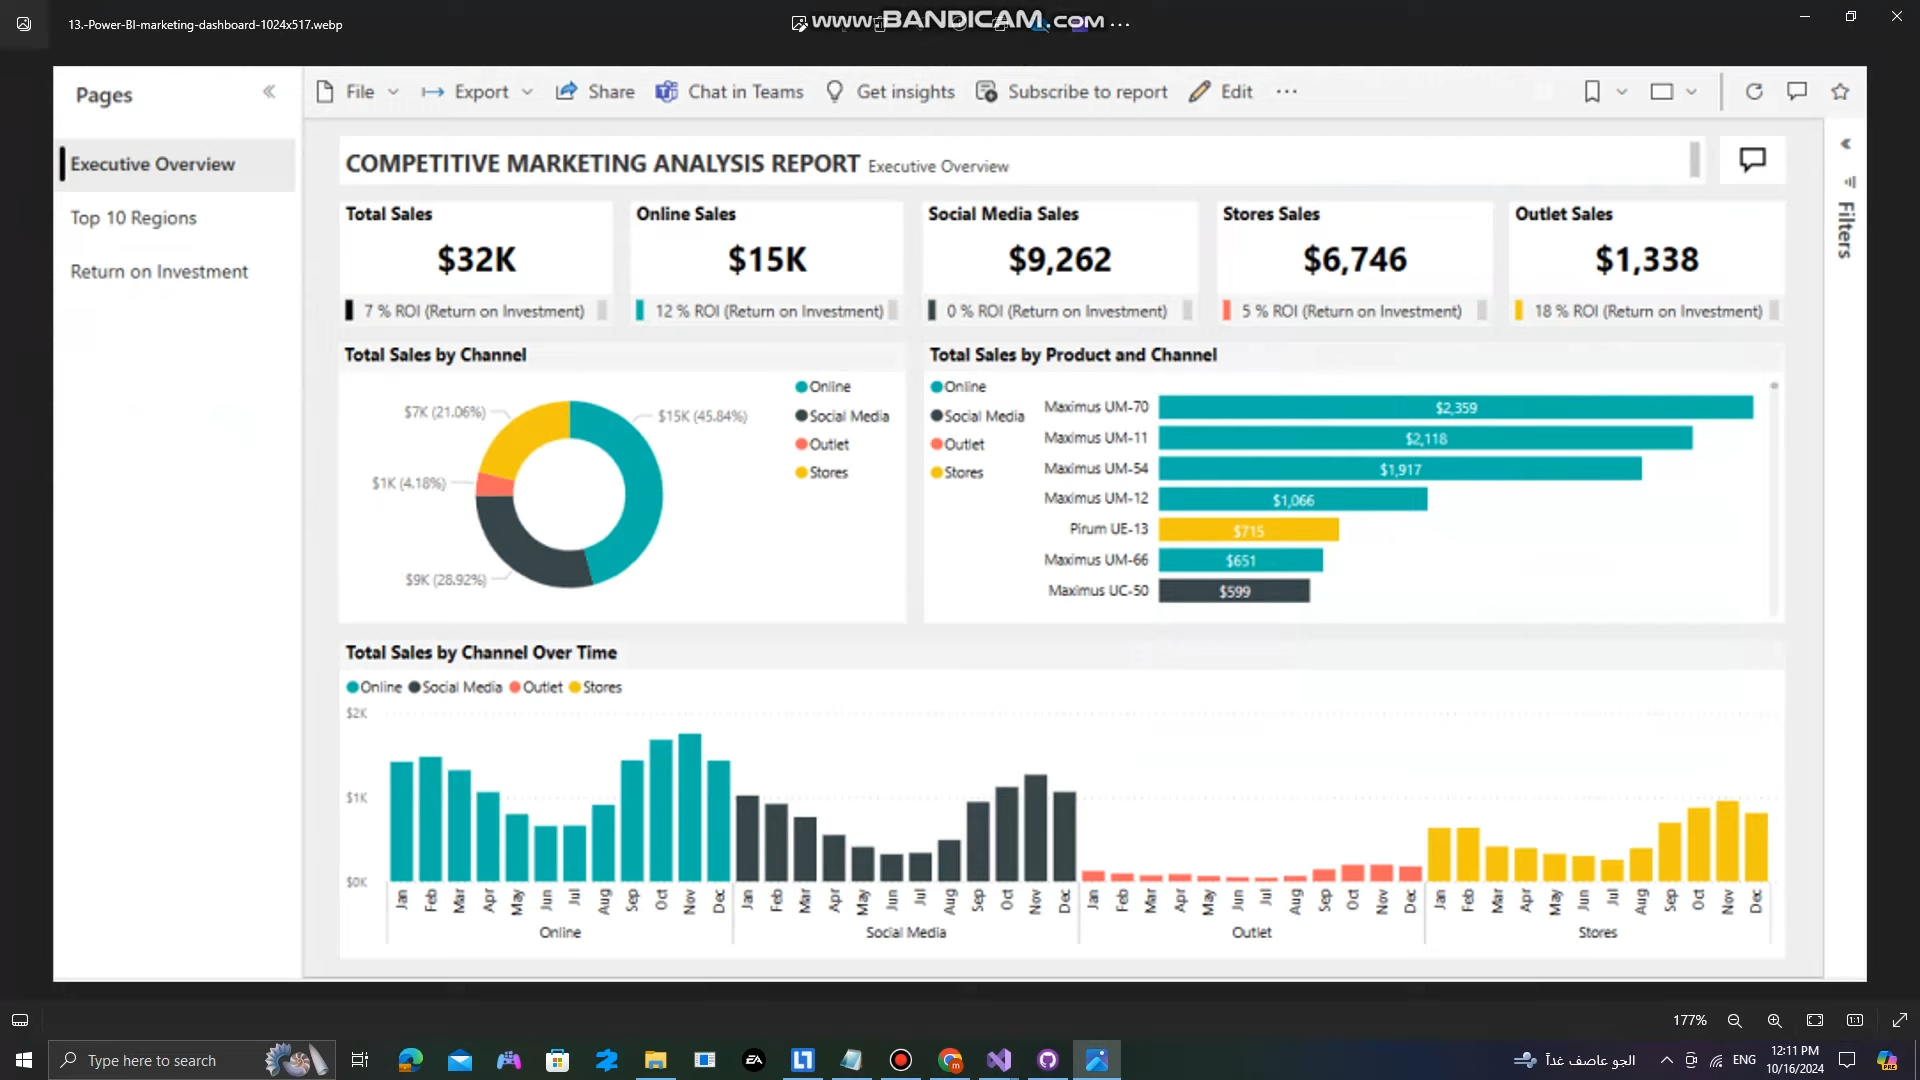 13.-Power-BI-marketing-dashboard-1024x517.webp
www.BANDICAM.com
Pages
File Export Share Chat in Teams Get insights Subscribe to report Edit
Executive Overview
Top 10 Regions
Return on Investment
Filters
COMPETITIVE MARKETING ANALYSIS REPORT Executive Overview
Total Sales
$32K
7 % ROI (Return on Investment)
Online Sales
$15K
12 % ROI (Return on Investment)
Social Media Sales
$9,262
0 % ROI (Return on Investment)
Stores Sales
$6,746
5 % ROI (Return on Investment)
Outlet Sales
$1,338
18 % ROI (Return on Investment)
Total Sales by Channel
$7K (21.06%)
$15K (45.84%)
$1K (4.18%)
$9K (28.92%)
Online
Social Media
Outlet
Stores
Total Sales by Product and Channel
Online
Social Media
Outlet
Stores
Maximus UM-70 $2,359
Maximus UM-11 $2,118
Maximus UM-54 $1,917
Maximus UM-12 $1,066
Pirum UE-13 $715
Maximus UM-66 $651
Maximus UC-50 $599
Total Sales by Channel Over Time
Online Social Media Outlet Stores
$2K
$1K
$0K
Jan Feb Mar Apr May Jun Jul Aug Sep Oct Nov Dec Jan Feb Mar Apr May Jun Jul Aug Sep Oct Nov Dec Jan Feb Mar Apr May Jun Jul Aug Sep Oct Nov Dec Jan Feb Mar Apr May Jun Jul Aug Sep Oct Nov Dec
Online Social Media Outlet Stores
177%
1:1
Type here to search
EA
LT
m
الجو عاصف غداً
ENG
12:11 PM
10/16/2024
PRE